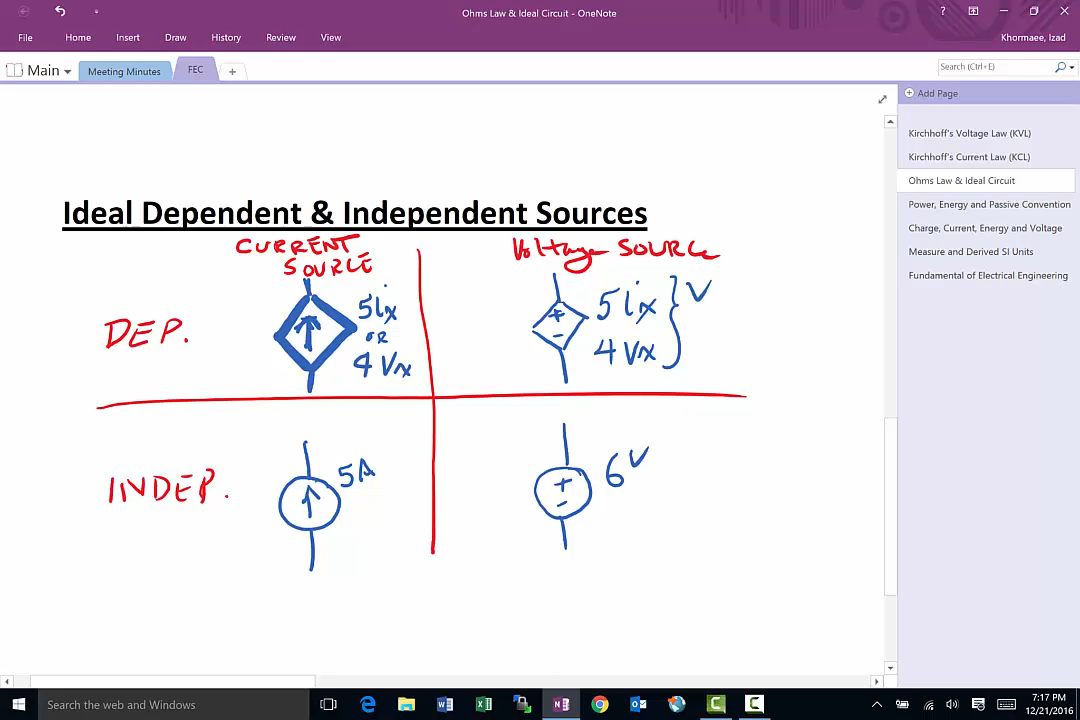 Ohms Law & Ideal Circuit - OneNote
?
File Home Insert Draw History Review View
Khormaee, Izad
Main
Meeting Minutes
FEC
+
Search (Ctrl+E)
Add Page
Kirchhoff's Voltage Law (KVL)
Kirchhoff's Current Law (KCL)
Ohms Law & Ideal Circuit
Power, Energy and Passive Convention
Charge, Current, Energy and Voltage
Measure and Derived SI Units
Fundamental of Electrical Engineering
Ideal Dependent & Independent Sources
CURRENT
SOURCE
Voltage SOURCE
DEP.
5ix
OR
4Vx
+
-
5ix
4Vx
} V
INDEP.
5A
+
-
6V
Search the web and Windows
7:17 PM
12/21/2016